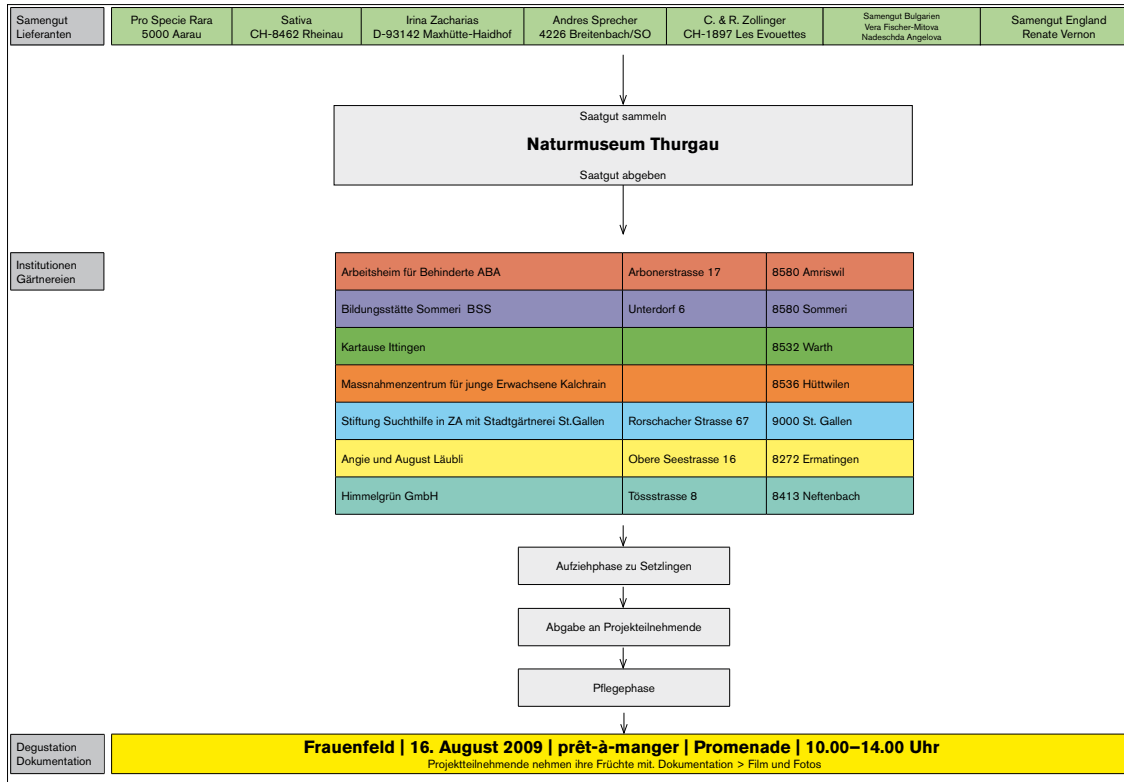 Samengut
Lieferanten
Pro Specie Rara
5000 Aarau
Sativa
CH-8462 Rheinau
Irina Zacharias
D-93142 Maxhütte-Haidhof
Andres Sprecher
4226 Breitenbach/SO
C. & R. Zollinger
CH-1897 Les Evouettes
Samengut Bulgarien
Vera Fischer-Mitova
Nadeschda Angelova
Samengut England
Renate Vernon
Saatgut sammeln
Naturmuseum Thurgau
Saatgut abgeben
Institutionen
Gärtnereien
Arbeitsheim für Behinderte ABA Arbonerstrasse 17 8580 Amriswil
Bildungsstätte Sommeri BSS Unterdorf 6 8580 Sommeri
Kartause Ittingen 8532 Warth
Massnahmenzentrum für junge Erwachsene Kalchrain 8536 Hüttwilen
Stiftung Suchthilfe in ZA mit Stadtgärtnerei St.Gallen Rorschacher Strasse 67 9000 St. Gallen
Angie und August Läubli Obere Seestrasse 16 8272 Ermatingen
Himmelgrün GmbH Tössstrasse 8 8413 Neftenbach
Aufziehphase zu Setzlingen
Abgabe an Projekteilnehmende
Pflegephase
Degustation
Dokumentation
Frauenfeld | 16. August 2009 | prêt-à-manger | Promenade | 10.00–14.00 Uhr
Projektteilnehmende nehmen ihre Früchte mit. Dokumentation > Film und Fotos